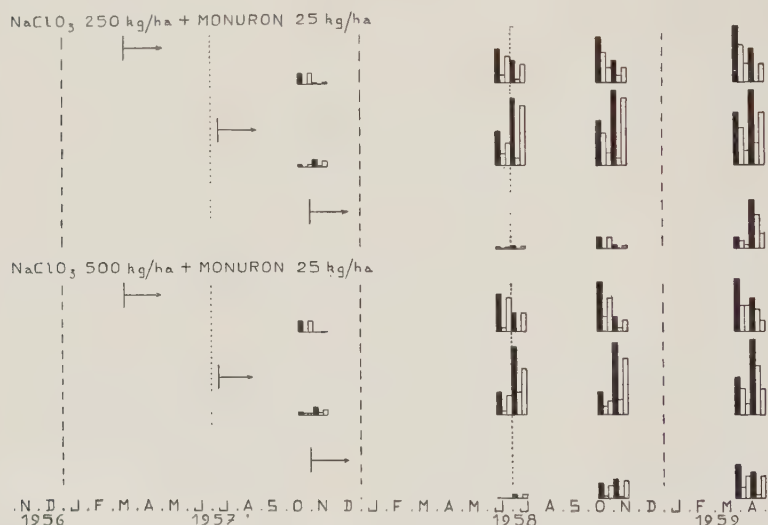 NaClO₃ 250 kg/ha + MONURON 25 kg/ha
NaClO₃ 500 kg/ha + MONURON 25 kg/ha
.N.D.J.F.M.A.M.J.J.A.S.O.N.D.J.F.M.A.M.J.J.A.S.O.N.D.J.F.M.A.
1956 1957 1958 1959